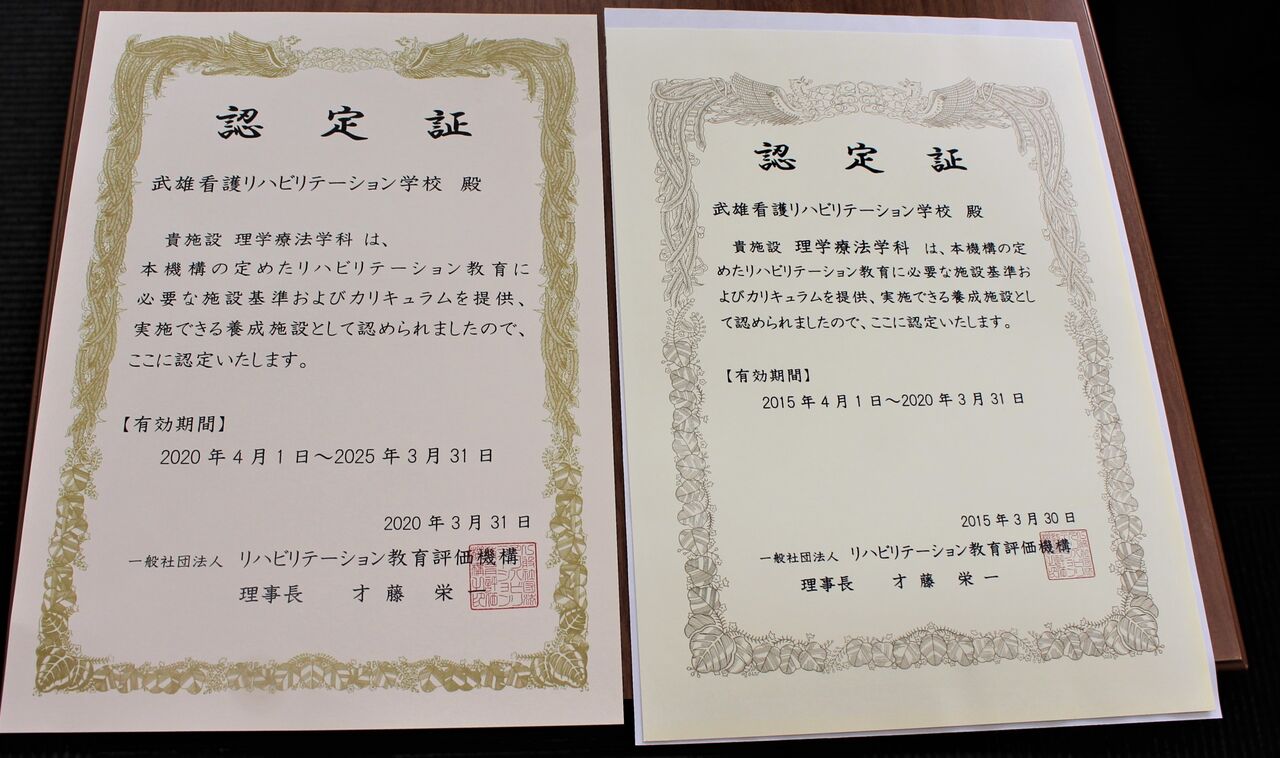 認定証
武雄看護リハビリテーション学校 殿
貴施設 理学療法学科 は、
本機構の定めたリハビリテーション教育に
必要な施設基準およびカリキュラムを提供、
実施できる養成施設として認められましたので、
ここに認定いたします。
【有効期間】
2020 年 4 月 1 日～2025 年 3 月 31 日
2020 年 3 月 31 日
一般社団法人 リハビリテーション教育評価機構
理事長 才藤 栄一
認定証
武雄看護リハビリテーション学校 殿
貴施設 理学療法学科 は、本機構の定
めたリハビリテーション教育に必要な施設基準お
よびカリキュラムを提供、実施できる養成施設とし
て認められましたので、ここに認定いたします。
【有効期間】
2015 年 4 月 1 日～2020 年 3 月 31 日
2015 年 3 月 30 日
一般社団法人 リハビリテーション教育評価機構
理事長 才藤 栄一